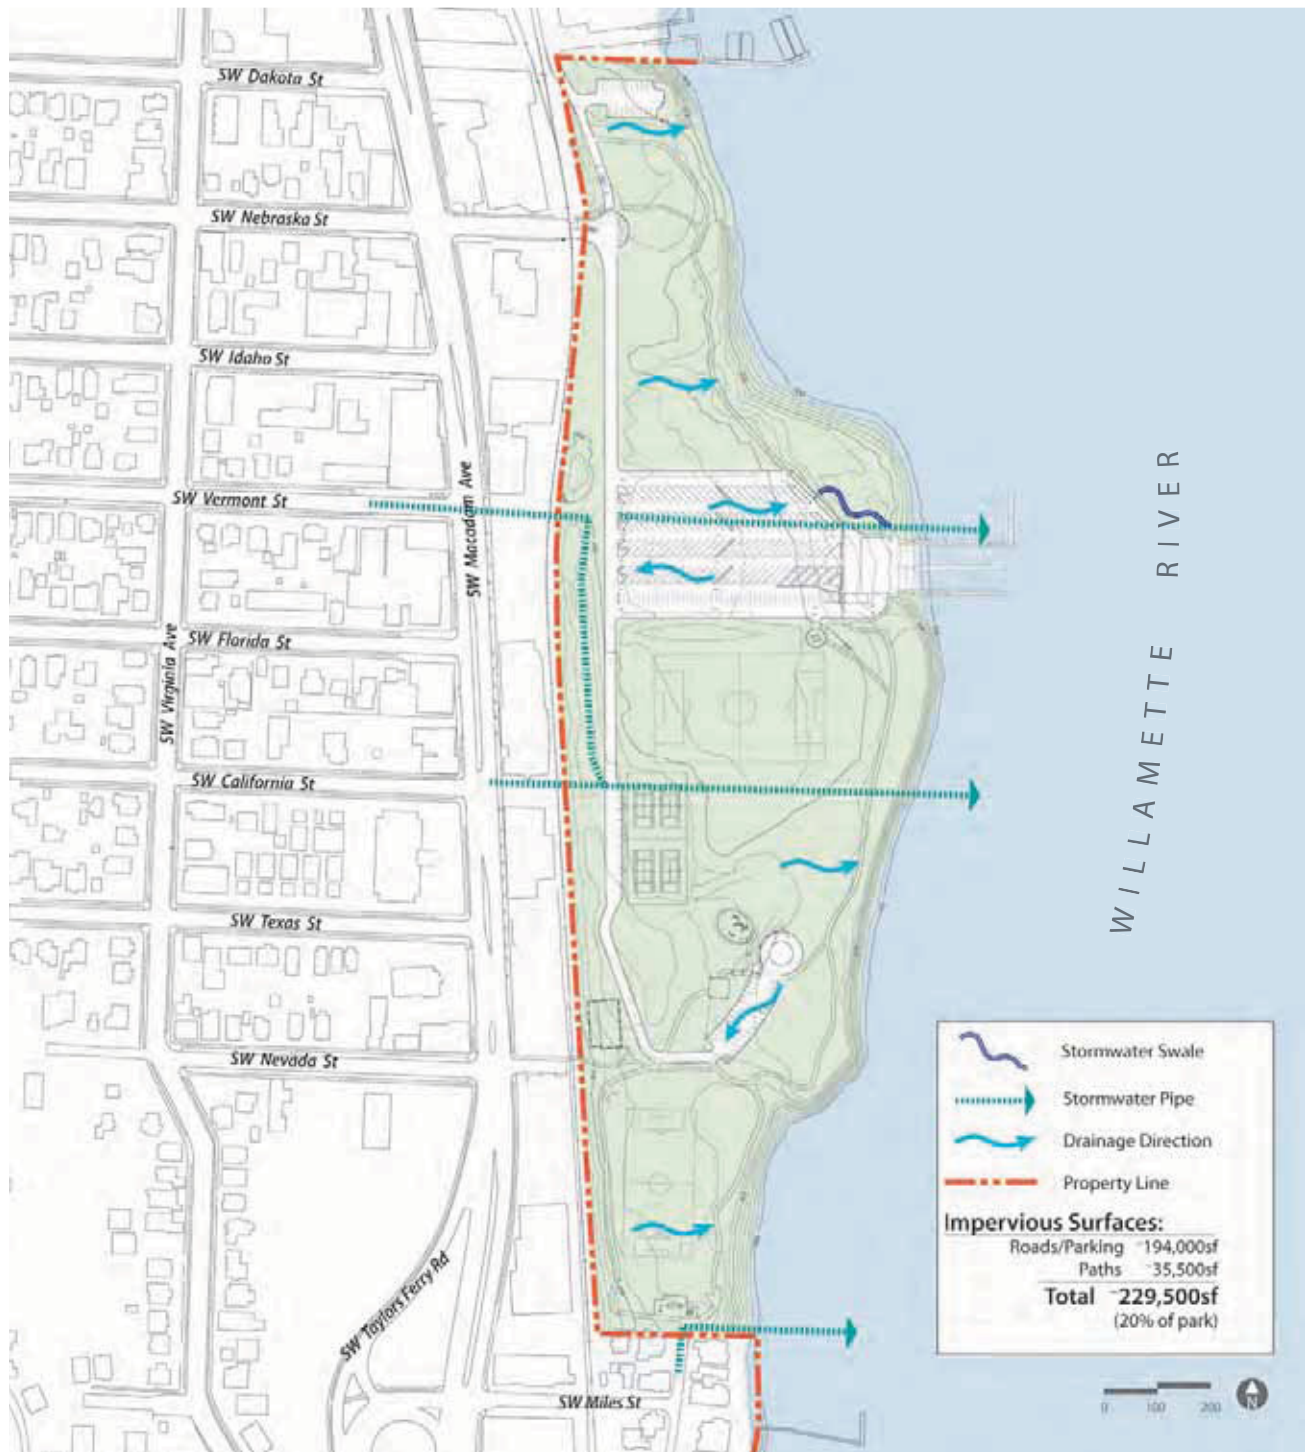 SW Dakota St
SW Nebraska St
SW Idaho St
SW Macadam Ave
SW Vermont St
SW Virginia Ave
SW Florida St
SW California St
SW Texas St
SW Nevada St
SW Taylors Ferry Rd
SW Miles St
WILLAMETTE RIVER
Stormwater Swale
Stormwater Pipe
Drainage Direction
Property Line
Impervious Surfaces:
Roads/Parking ~194,000sf
Paths ~35,500sf
Total ~229,500sf
(20% of park)
0 100 200
N